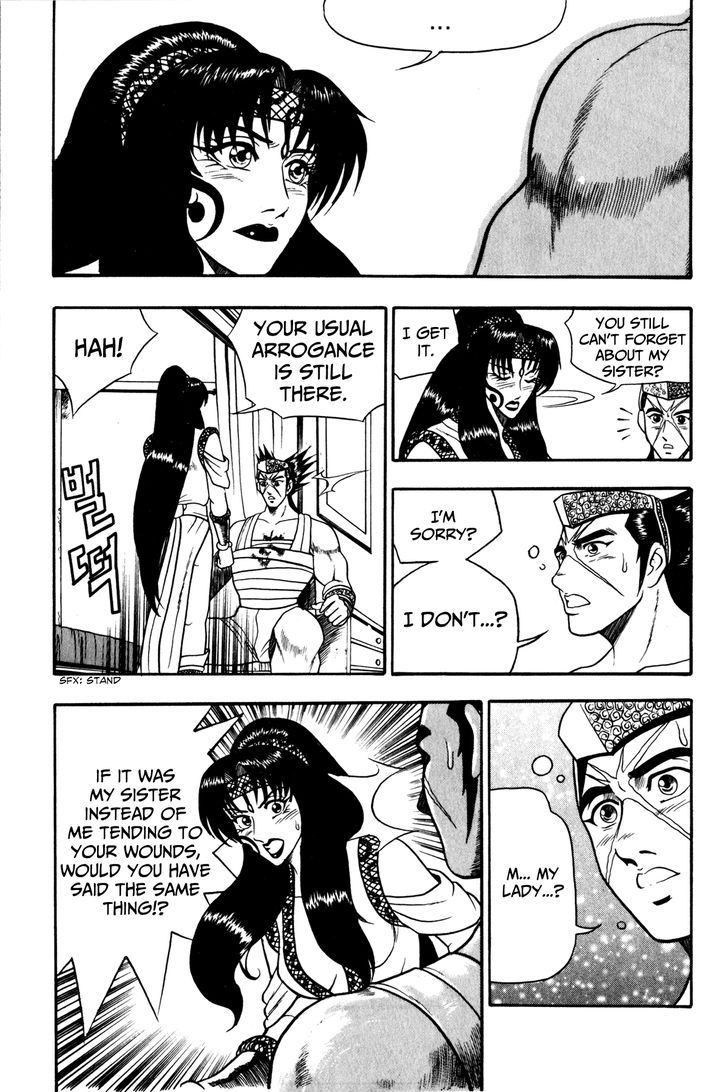 ...
HAH!
YOUR USUAL
ARROGANCE
IS STILL
THERE.
벌떡
SFX: STAND
I GET
IT.
YOU STILL
CAN'T FORGET
ABOUT MY
SISTER?
I'M
SORRY?
I DON'T...?
IF IT WAS
MY SISTER
INSTEAD OF
ME TENDING TO
YOUR WOUNDS,
WOULD YOU HAVE
SAID THE SAME
THING!?
M... MY
LADY...?